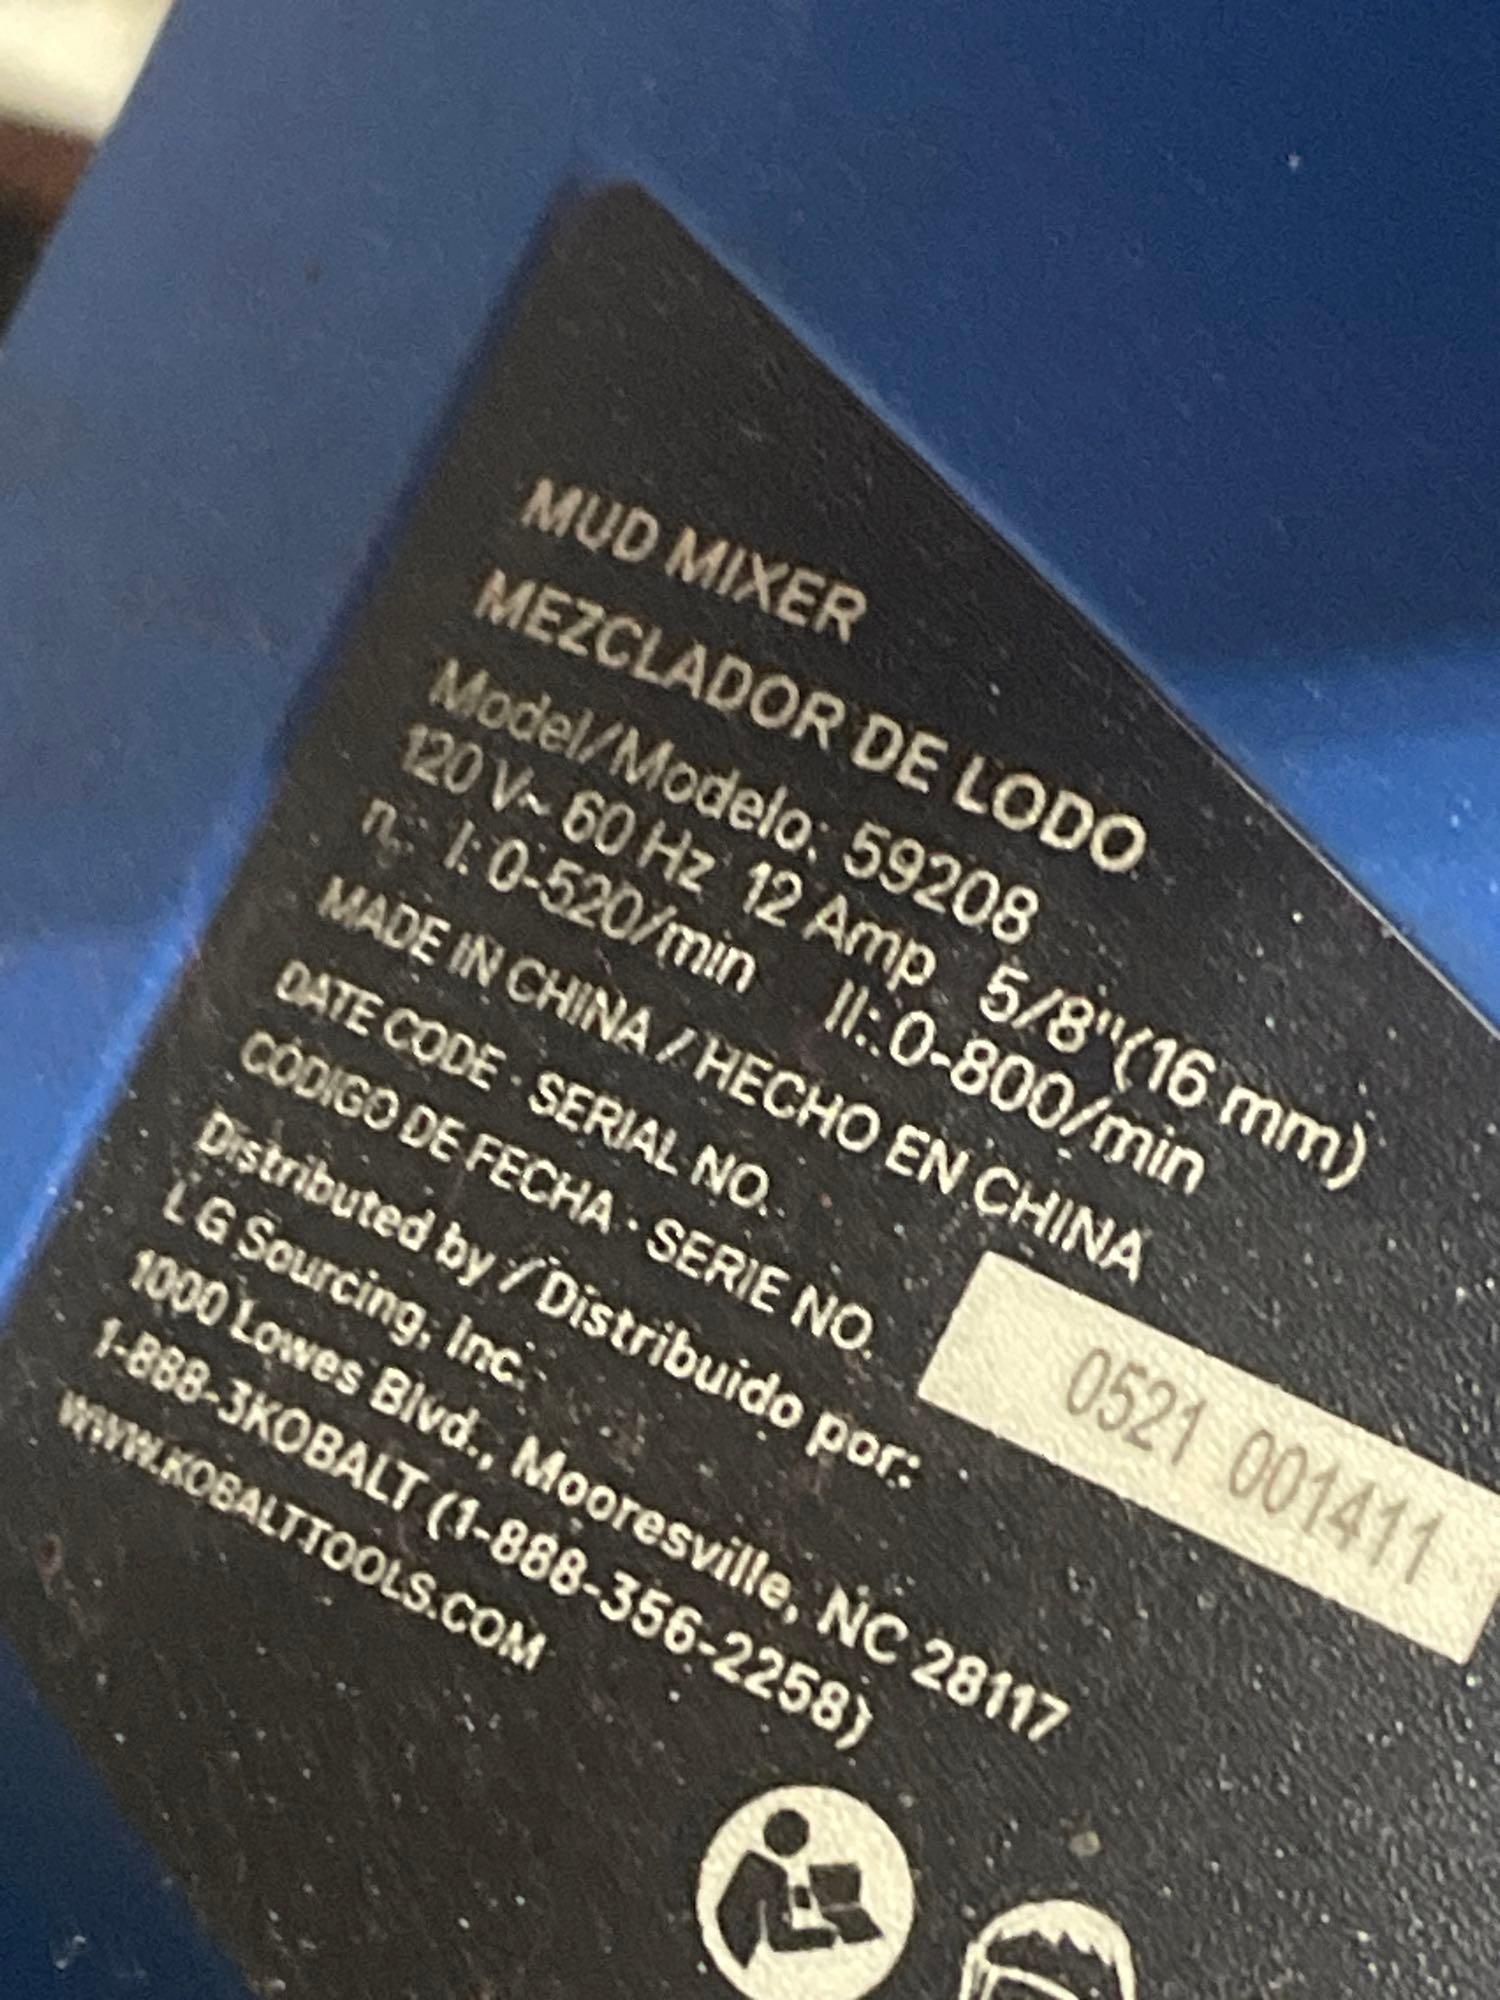 MUD MIXER
MEZCLADOR DE LODO
Model/Modelo: 59208
120 V~ 60 Hz 12 Amp 5/8"(16 mm)
n₀: I: 0-520/min II: 0-800/min
MADE IN CHINA / HECHO EN CHINA
DATE CODE · SERIAL NO.
CÓDIGO DE FECHA · SERIE NO.
0521 001411
Distributed by / Distribuido por:
L G Sourcing, Inc.
1000 Lowes Blvd., Mooresville, NC 28117
1-888-3KOBALT (1-888-356-2258)
WWW.KOBALTTOOLS.COM